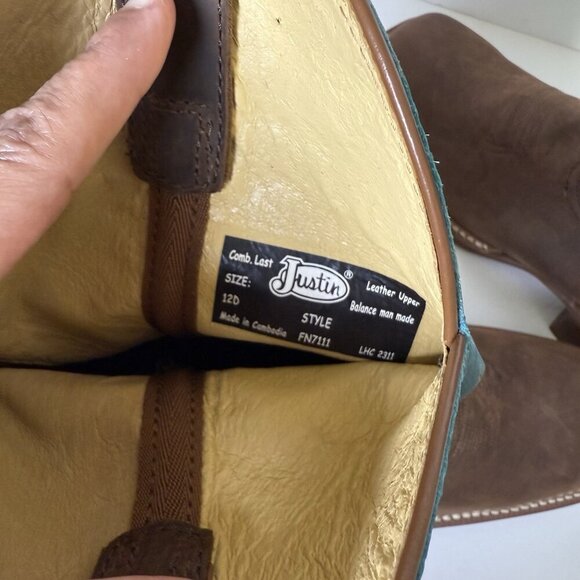 Comb. Last
SIZE:
12D
Made in Cambodia
Justin®
STYLE
FN7111
Leather Upper
Balance man made
LHC 2311